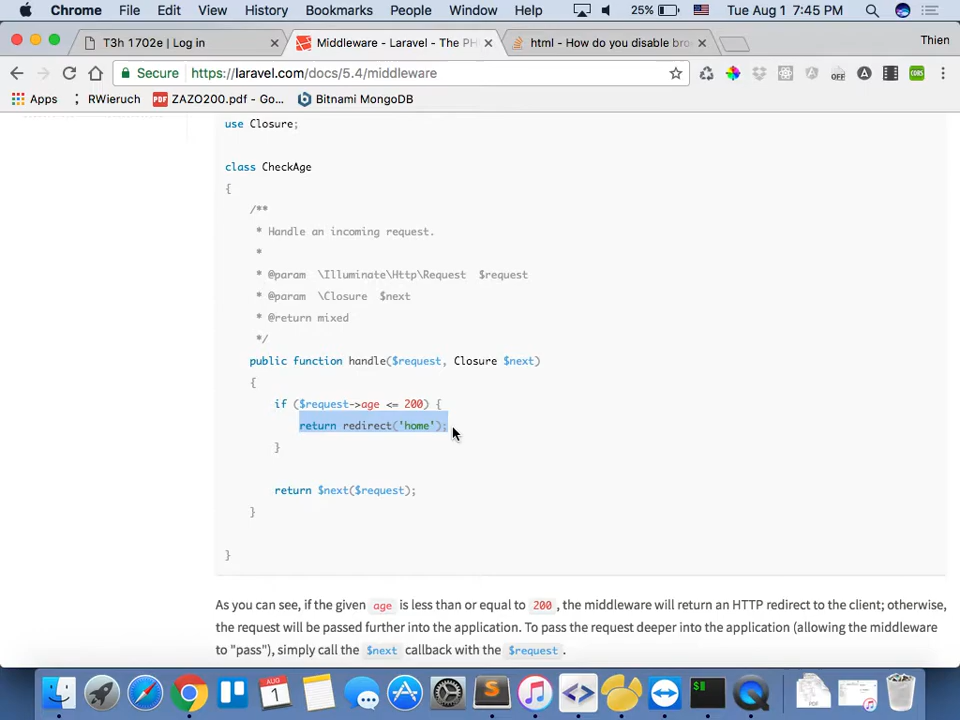 Chrome File Edit View History Bookmarks People Window Help 25% Tue Aug 1 7:45 PM
T3h 1702e | Log in
Middleware - Laravel - The PH
html - How do you disable bro
Thien
Secure https://laravel.com/docs/5.4/middleware OFF A CORS
Apps RWieruch PDF ZAZO200.pdf - Go... Bitnami MongoDB
use Closure;
class CheckAge
{
/**
* Handle an incoming request.
*
* @param \Illuminate\Http\Request $request
* @param \Closure $next
* @return mixed
*/
public function handle($request, Closure $next)
{
if ($request->age <= 200) {
return redirect('home');
}
return $next($request);
}
}
As you can see, if the given age is less than or equal to 200 , the middleware will return an HTTP redirect to the client; otherwise,
the request will be passed further into the application. To pass the request deeper into the application (allowing the middleware
to "pass"), simply call the $next callback with the $request .
AUG
1
PDF